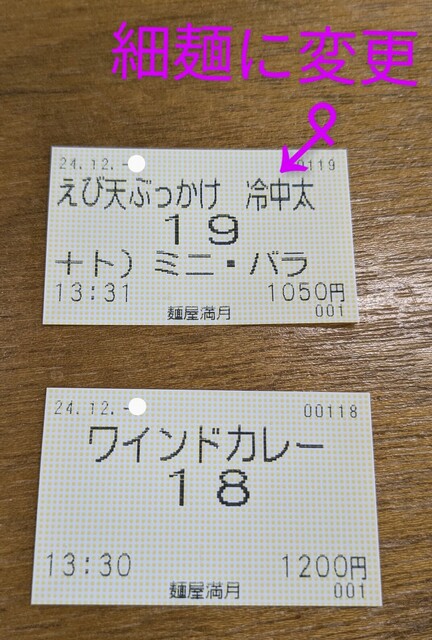 細麺に変更
24.12.-
0119
えび天ぶっかけ 冷中太
19
+ト) ミニ・バラ
13:31 1050円
麺屋満月 001
24.12.- 00118
ワインドカレー
18
13:30 1200円
麺屋満月 001